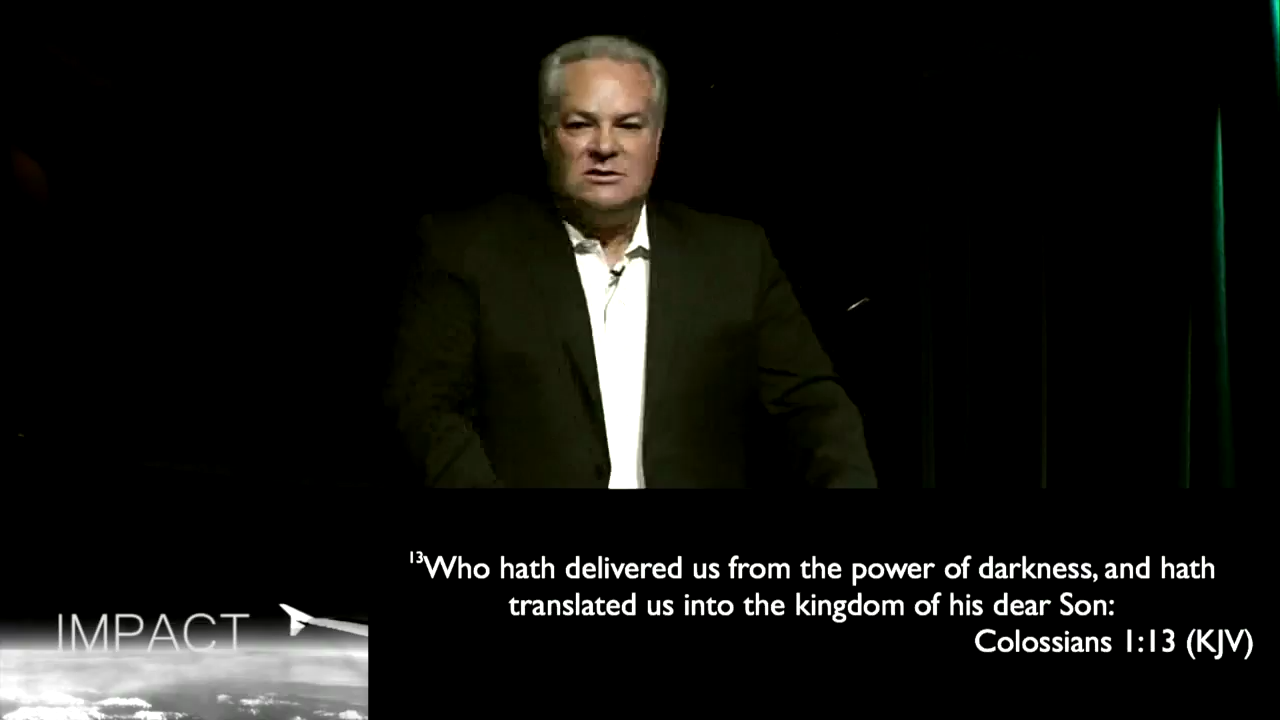 ¹³Who hath delivered us from the power of darkness, and hath
translated us into the kingdom of his dear Son:
Colossians 1:13 (KJV)
IMPACT